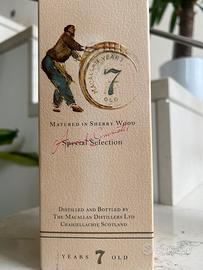 MACALLAN YEARS
7
OLD
MATURED IN SHERRY WOOD
Special Selection
DISTILLED AND BOTTLED BY
THE MACALLAN DISTILLERS LTD
CRAIGELLACHIE SCOTLAND
YEARS 7 OLD